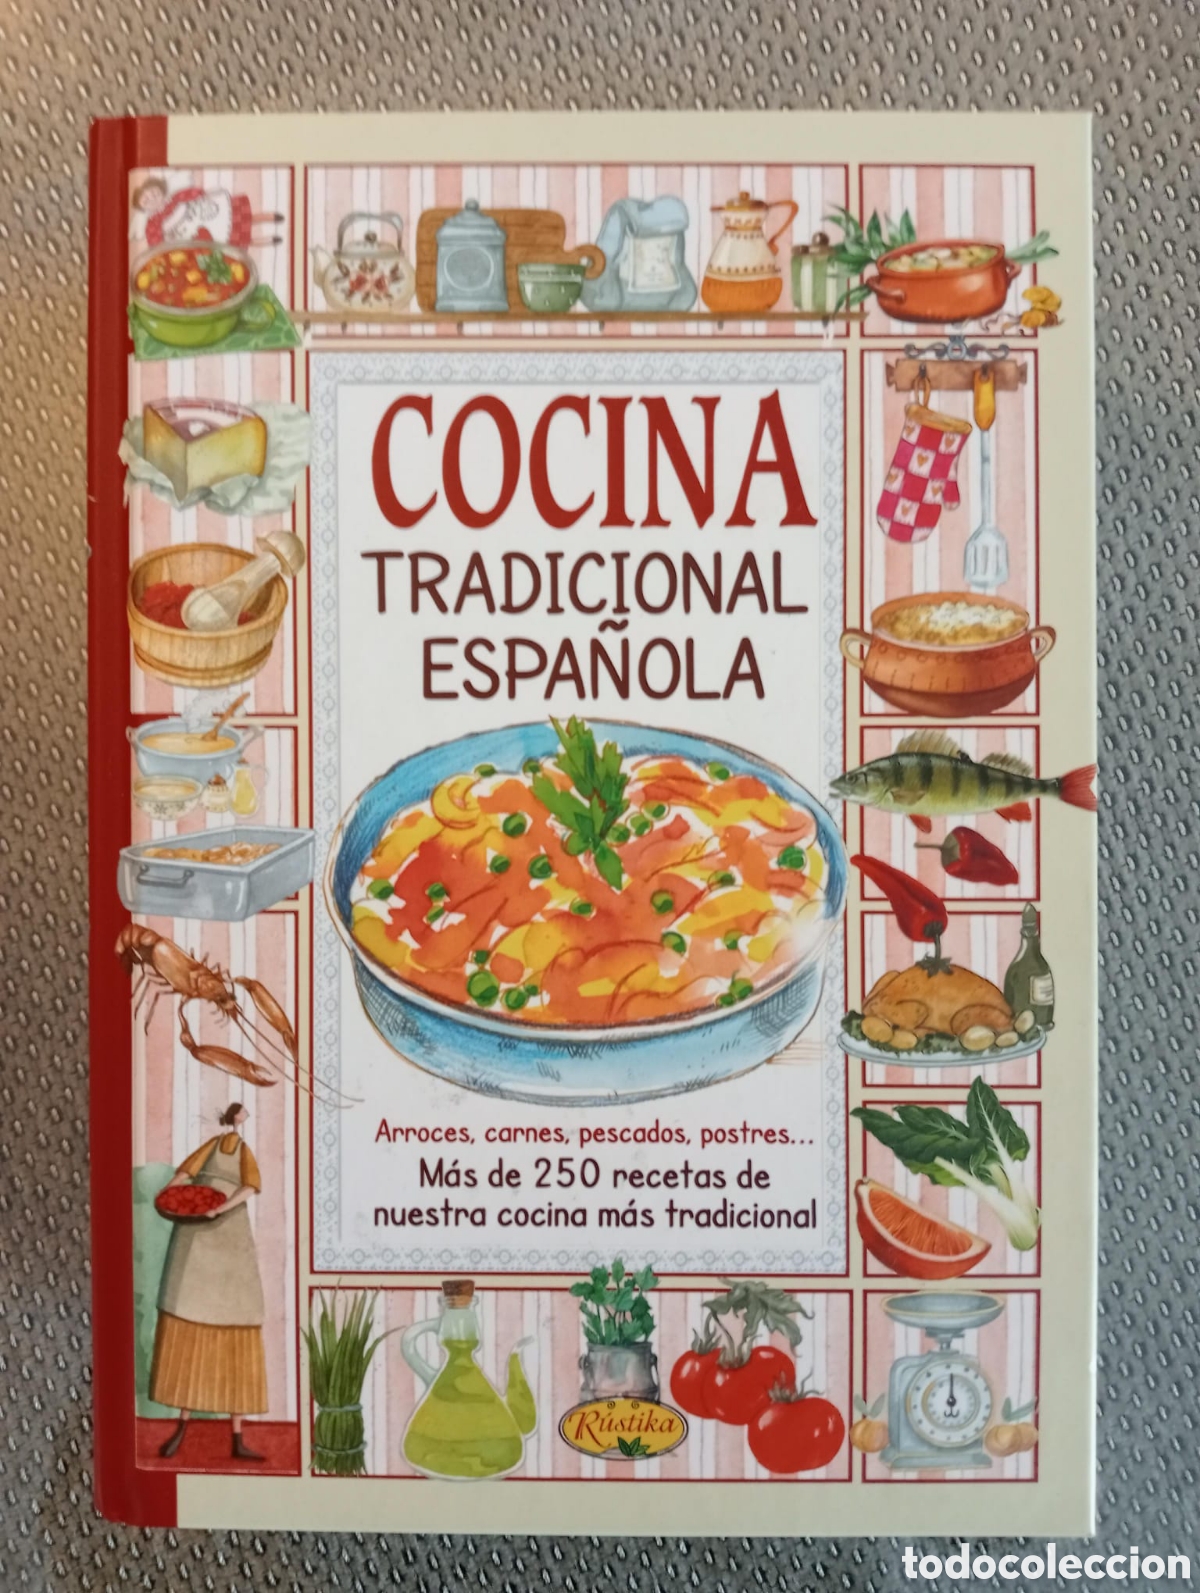 COCINA
TRADICIONAL
ESPAÑOLA
Arroces, carnes, pescados, postres...
Más de 250 recetas de
nuestra cocina más tradicional
Rústika
todocoleccion